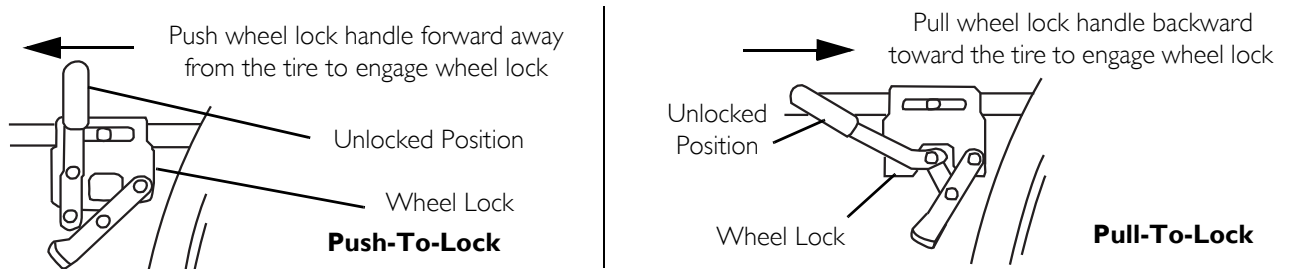 Push wheel lock handle forward away
from the tire to engage wheel lock
Unlocked Position
Wheel Lock
Push-To-Lock
Pull wheel lock handle backward
toward the tire to engage wheel lock
Unlocked
Position
Wheel Lock
Pull-To-Lock